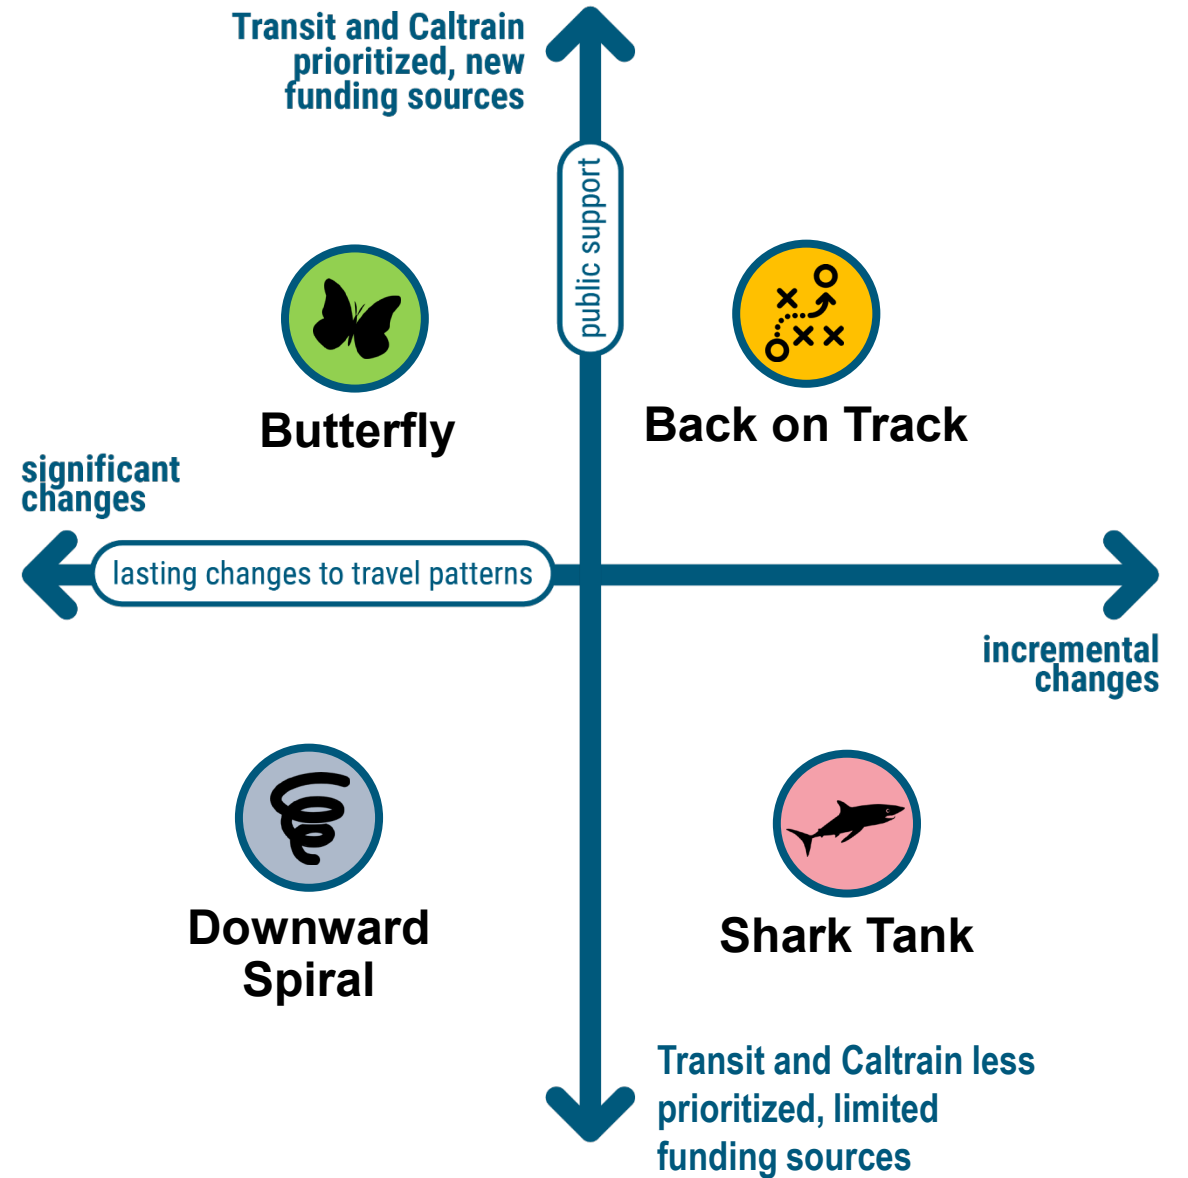 Transit and Caltrain
prioritized, new
funding sources
public support
Butterfly
Back on Track
significant
changes
lasting changes to travel patterns
incremental
changes
Downward
Spiral
Shark Tank
Transit and Caltrain less
prioritized, limited
funding sources